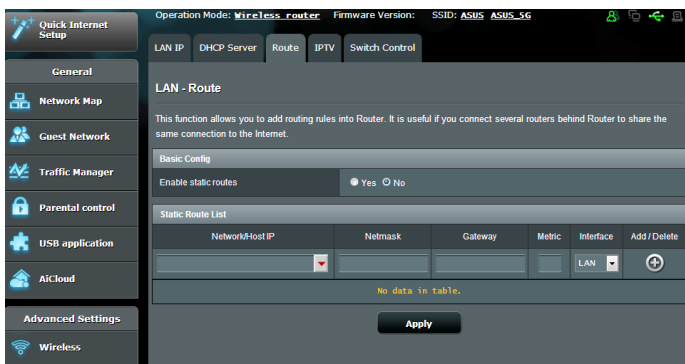 Quick Internet
Setup
General
Network Map
Guest Network
Traffic Manager
Parental control
USB application
AiCloud
Advanced Settings
Wireless
Operation Mode: Wireless router Firmware Version: SSID: ASUS ASUS_5G
LAN IP DHCP Server Route IPTV Switch Control
LAN - Route
This function allows you to add routing rules into Router. It is useful if you connect several routers behind Router to share the
same connection to the Internet.
Basic Config
Enable static routes Yes No
Static Route List
Network/Host IP Netmask Gateway Metric Interface Add / Delete
LAN
No data in table.
Apply